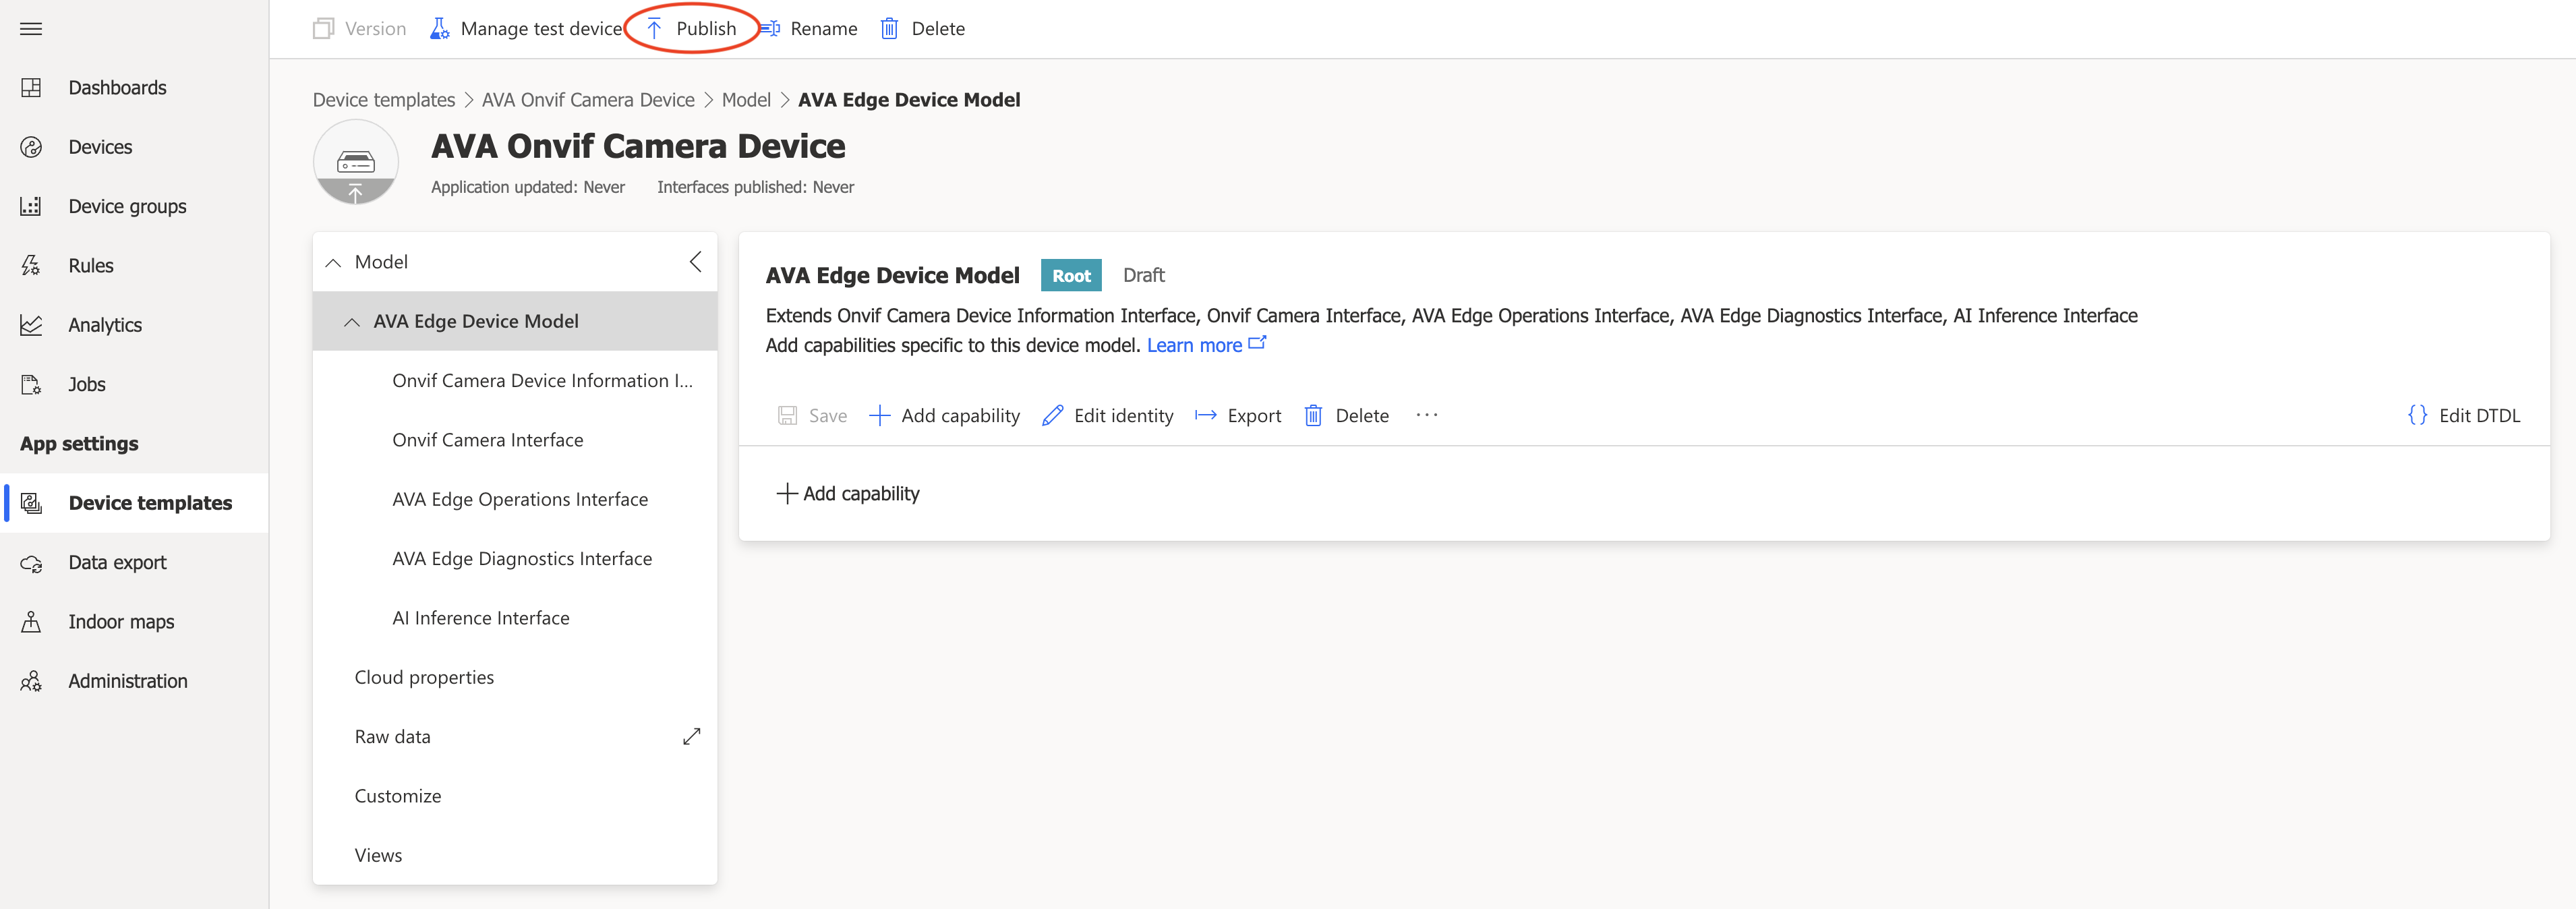 Version Manage test device Publish Rename Delete
Dashboards
Devices
Device groups
Rules
Analytics
Jobs
App settings
Device templates
Data export
Indoor maps
Administration
Device templates > AVA Onvif Camera Device > Model > AVA Edge Device Model
AVA Onvif Camera Device
Application updated: Never Interfaces published: Never
Model
AVA Edge Device Model
Onvif Camera Device Information I...
Onvif Camera Interface
AVA Edge Operations Interface
AVA Edge Diagnostics Interface
AI Inference Interface
Cloud properties
Raw data
Customize
Views
AVA Edge Device Model Root Draft
Extends Onvif Camera Device Information Interface, Onvif Camera Interface, AVA Edge Operations Interface, AVA Edge Diagnostics Interface, AI Inference Interface
Add capabilities specific to this device model. Learn more
Save Add capability Edit identity Export Delete ... {} Edit DTDL
Add capability